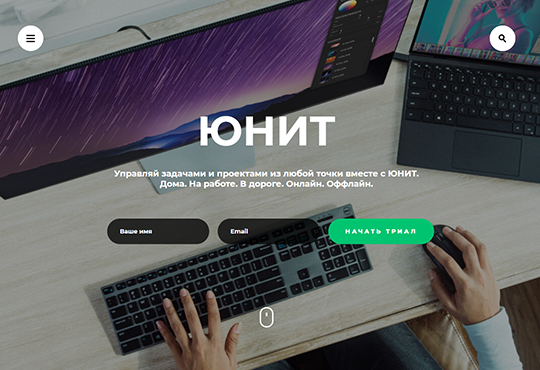 ЮНИТ
Управляй задачами и проектами из любой точки вместе с ЮНИТ.
Дома. На работе. В дороге. Онлайн. Оффлайн.
Ваше имя
Email
НАЧАТЬ ТРИАЛ